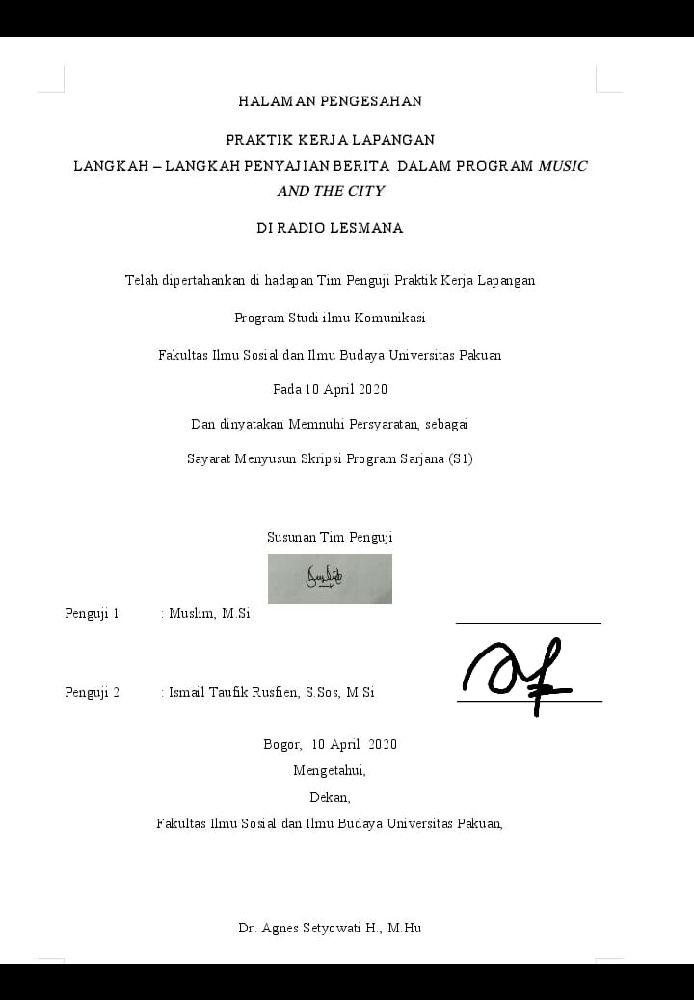 HALAMAN PENGESAHAN
PRAKTIK KERJA LAPANGAN
LANGKAH – LANGKAH PENYAJIAN BERITA DALAM PROGRAM MUSIC
AND THE CITY
DI RADIO LESMANA
Telah dipertahankan di hadapan Tim Penguji Praktik Kerja Lapangan
Program Studi ilmu Komunikasi
Fakultas Ilmu Sosial dan Ilmu Budaya Universitas Pakuan
Pada 10 April 2020
Dan dinyatakan Memnuhi Persyaratan, sebagai
Sayarat Menyusun Skripsi Program Sarjana (S1)
Susunan Tim Penguji
Penguji 1 : Muslim, M.Si
Penguji 2 : Ismail Taufik Rusfien, S.Sos, M.Si
Bogor, 10 April 2020
Mengetahui,
Dekan,
Fakultas Ilmu Sosial dan Ilmu Budaya Universitas Pakuan,
Dr. Agnes Setyowati H., M.Hu